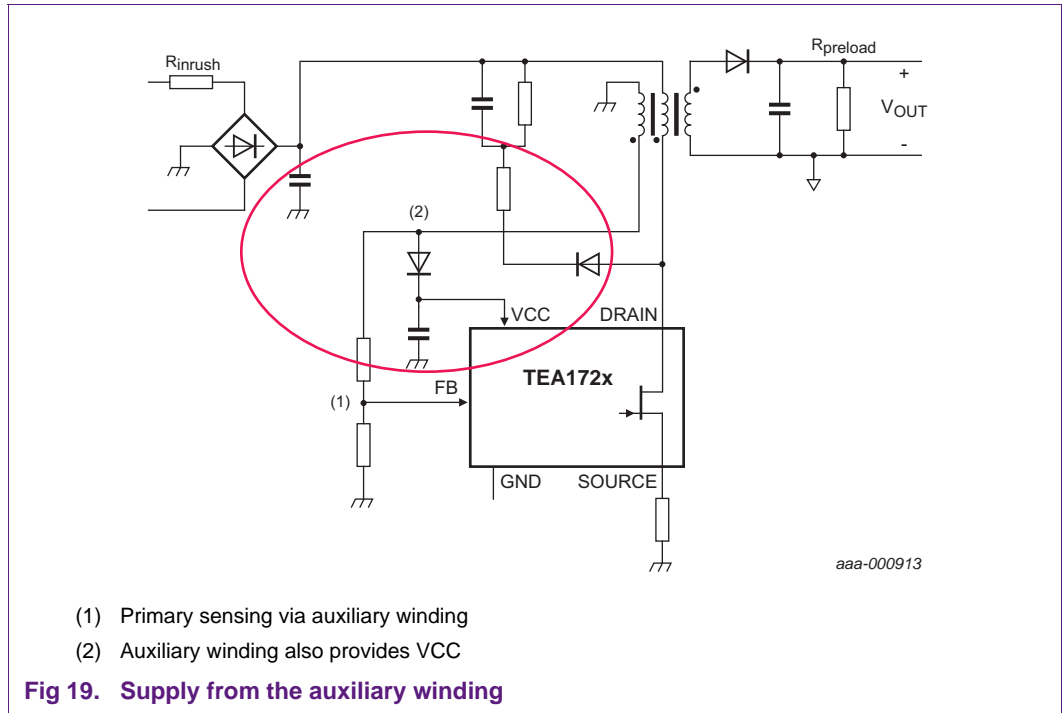 Rinrush
Rpreload
+
VOUT
-
(2)
VCC
DRAIN
TEA172x
FB
(1)
GND
SOURCE
aaa-000913
(1) Primary sensing via auxiliary winding
(2) Auxiliary winding also provides VCC
Fig 19. Supply from the auxiliary winding